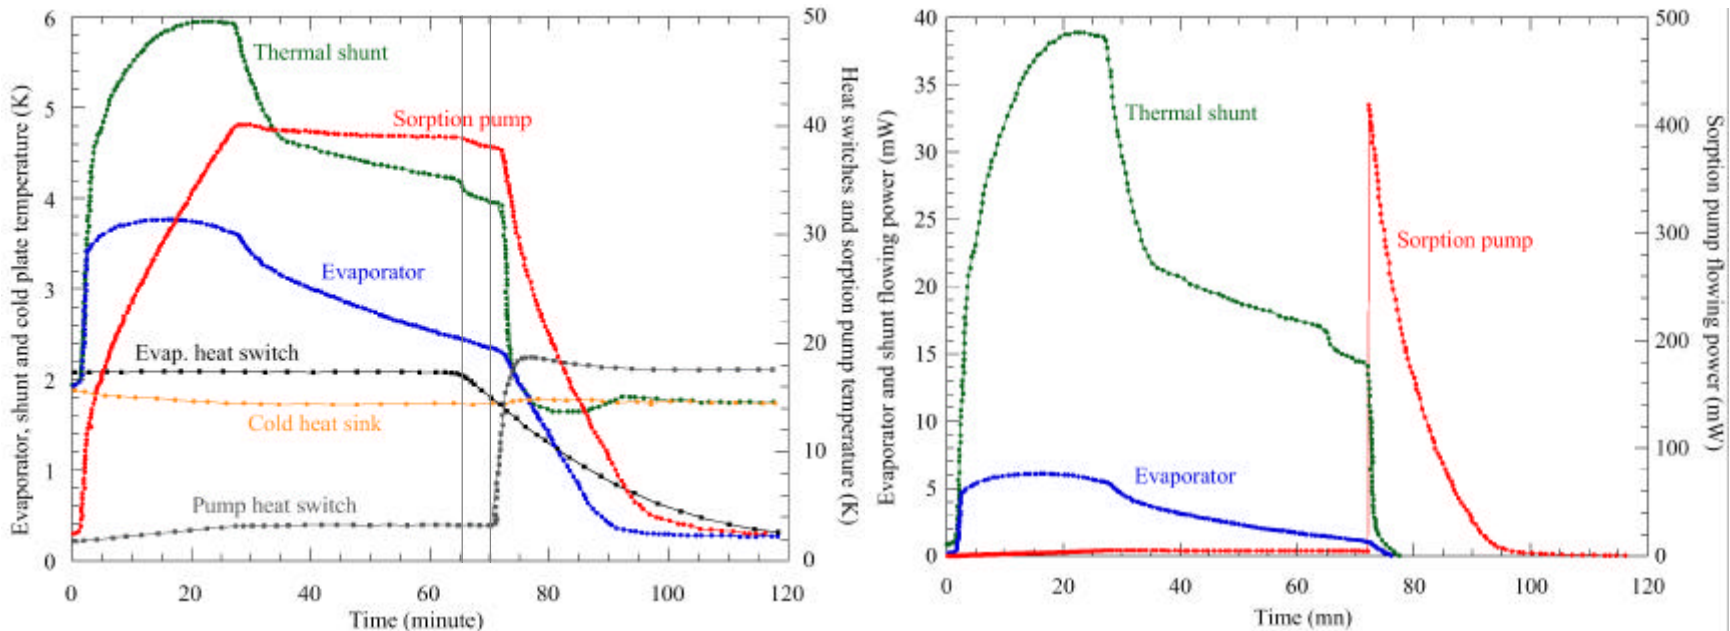 Evaporator, shunt and cold plate temperature (K)
6
5
4
3
2
1
0
Thermal shunt
Sorption pump
Evaporator
Evap. heat switch
Cold heat sink
Pump heat switch
50
40
30
20
10
0
Heat switches and sorption pump temperature (K)
0 20 40 60 80 100 120
Time (minute)
Evaporator and shunt flowing power (mW)
40
35
30
25
20
15
10
5
0
Thermal shunt
Sorption pump
Evaporator
500
400
300
200
100
0
Sorption pump flowing power (mW)
0 20 40 60 80 100 120
Time (mn)